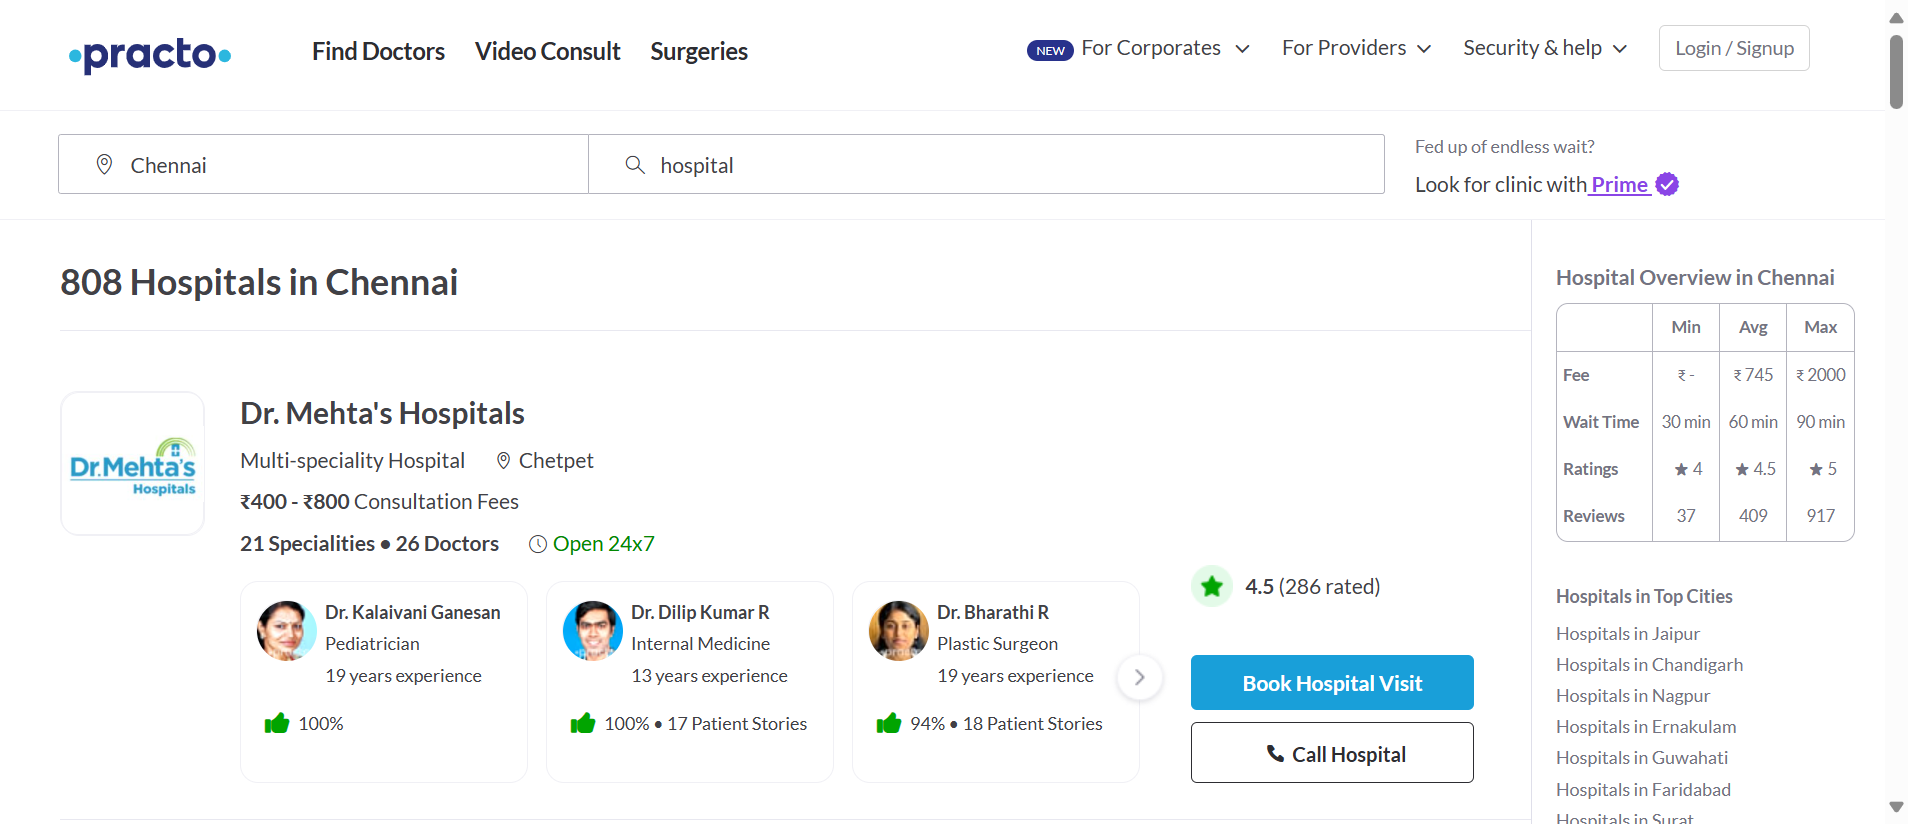 practo
Find Doctors
Video Consult
Surgeries
NEW For Corporates
For Providers
Security & help
Login / Signup
Chennai
hospital
Fed up of endless wait?
Look for clinic with Prime
808 Hospitals in Chennai
Dr.Mehta's
Hospitals
Dr. Mehta's Hospitals
Multi-speciality Hospital
Chetpet
₹400 - ₹800 Consultation Fees
21 Specialities • 26 Doctors
Open 24x7
Dr. Kalaivani Ganesan
Pediatrician
19 years experience
100%
Dr. Dilip Kumar R
Internal Medicine
13 years experience
100% • 17 Patient Stories
Dr. Bharathi R
Plastic Surgeon
19 years experience
94% • 18 Patient Stories
4.5 (286 rated)
Book Hospital Visit
Call Hospital
Hospital Overview in Chennai
Min Avg Max
Fee ₹ - ₹ 745 ₹ 2000
Wait Time 30 min 60 min 90 min
Ratings ★ 4 ★ 4.5 ★ 5
Reviews 37 409 917
Hospitals in Top Cities
Hospitals in Jaipur
Hospitals in Chandigarh
Hospitals in Nagpur
Hospitals in Ernakulam
Hospitals in Guwahati
Hospitals in Faridabad
Hospitals in Surat